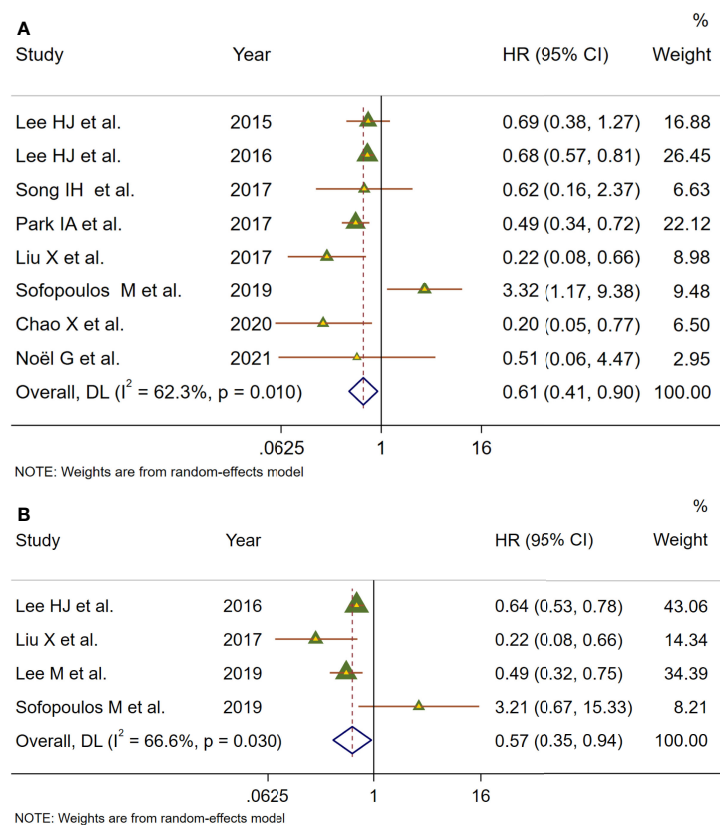 A
%
Study Year HR (95% CI) Weight
Lee HJ et al. 2015 0.69 (0.38, 1.27) 16.88
Lee HJ et al. 2016 0.68 (0.57, 0.81) 26.45
Song IH et al. 2017 0.62 (0.16, 2.37) 6.63
Park IA et al. 2017 0.49 (0.34, 0.72) 22.12
Liu X et al. 2017 0.22 (0.08, 0.66) 8.98
Sofopoulos M et al. 2019 3.32 (1.17, 9.38) 9.48
Chao X et al. 2020 0.20 (0.05, 0.77) 6.50
Noël G et al. 2021 0.51 (0.06, 4.47) 2.95
Overall, DL (I² = 62.3%, p = 0.010) 0.61 (0.41, 0.90) 100.00
.0625 1 16
NOTE: Weights are from random-effects model
B
%
Study Year HR (95% CI) Weight
Lee HJ et al. 2016 0.64 (0.53, 0.78) 43.06
Liu X et al. 2017 0.22 (0.08, 0.66) 14.34
Lee M et al. 2019 0.49 (0.32, 0.75) 34.39
Sofopoulos M et al. 2019 3.21 (0.67, 15.33) 8.21
Overall, DL (I² = 66.6%, p = 0.030) 0.57 (0.35, 0.94) 100.00
.0625 1 16
NOTE: Weights are from random-effects model